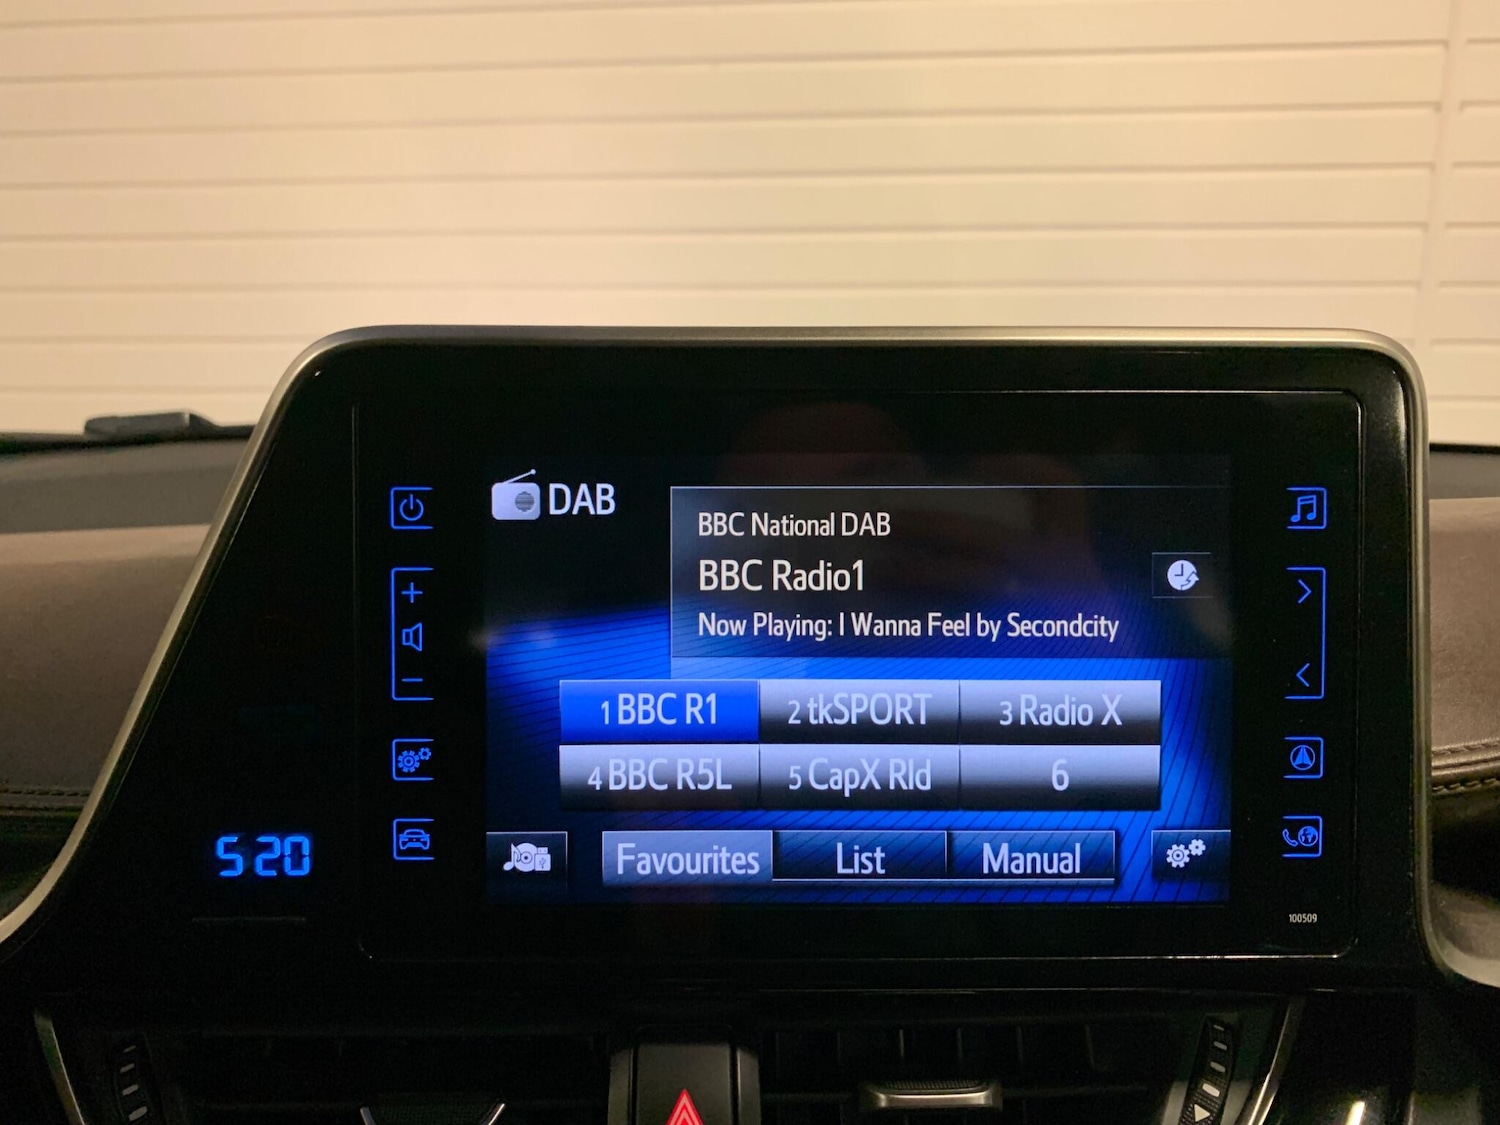 DAB
BBC National DAB
BBC Radio1
Now Playing: I Wanna Feel by Secondcity
1 BBC R1 2 tkSPORT 3 Radio X
4 BBC R5L 5 CapX Rld 6
Favourites List Manual
5 20
100509